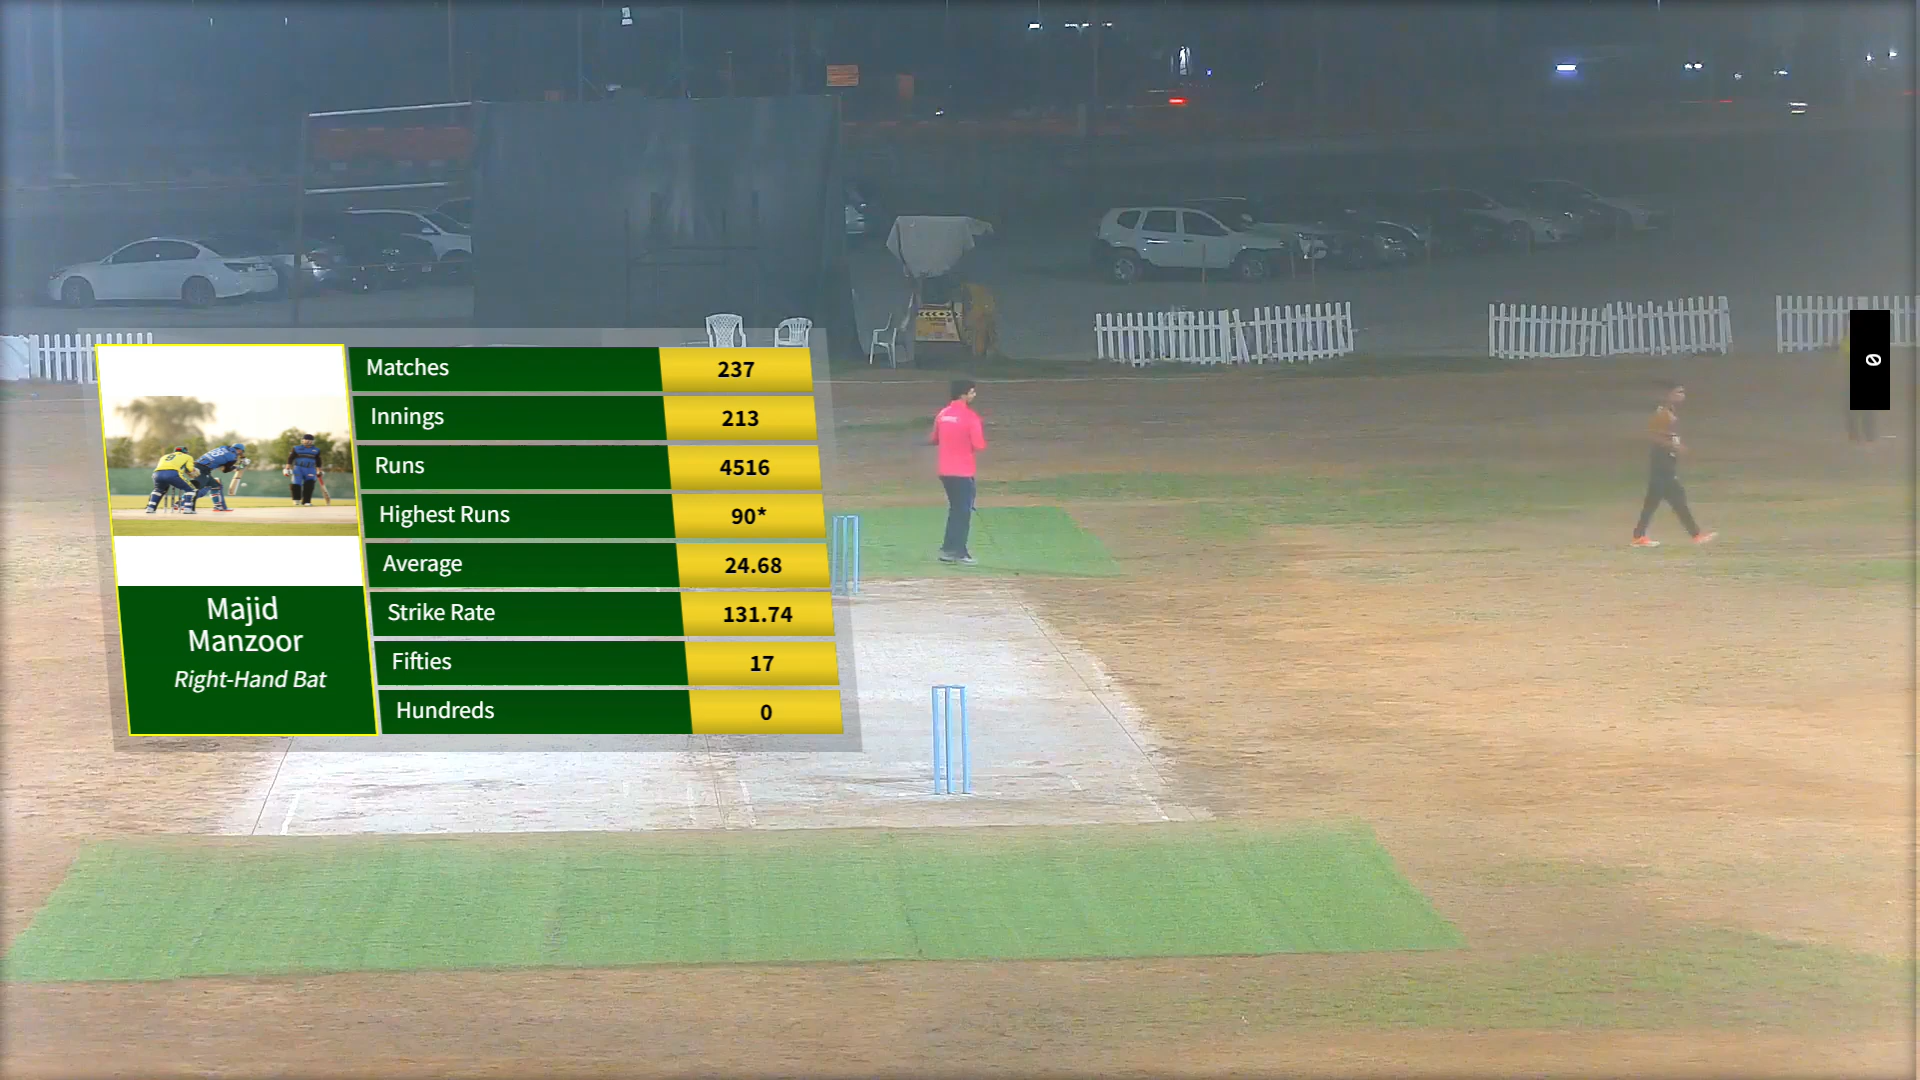 Matches 237
Innings 213
Runs 4516
Highest Runs 90*
Average 24.68
Strike Rate 131.74
Fifties 17
Hundreds 0
Majid
Manzoor
Right-Hand Bat
0